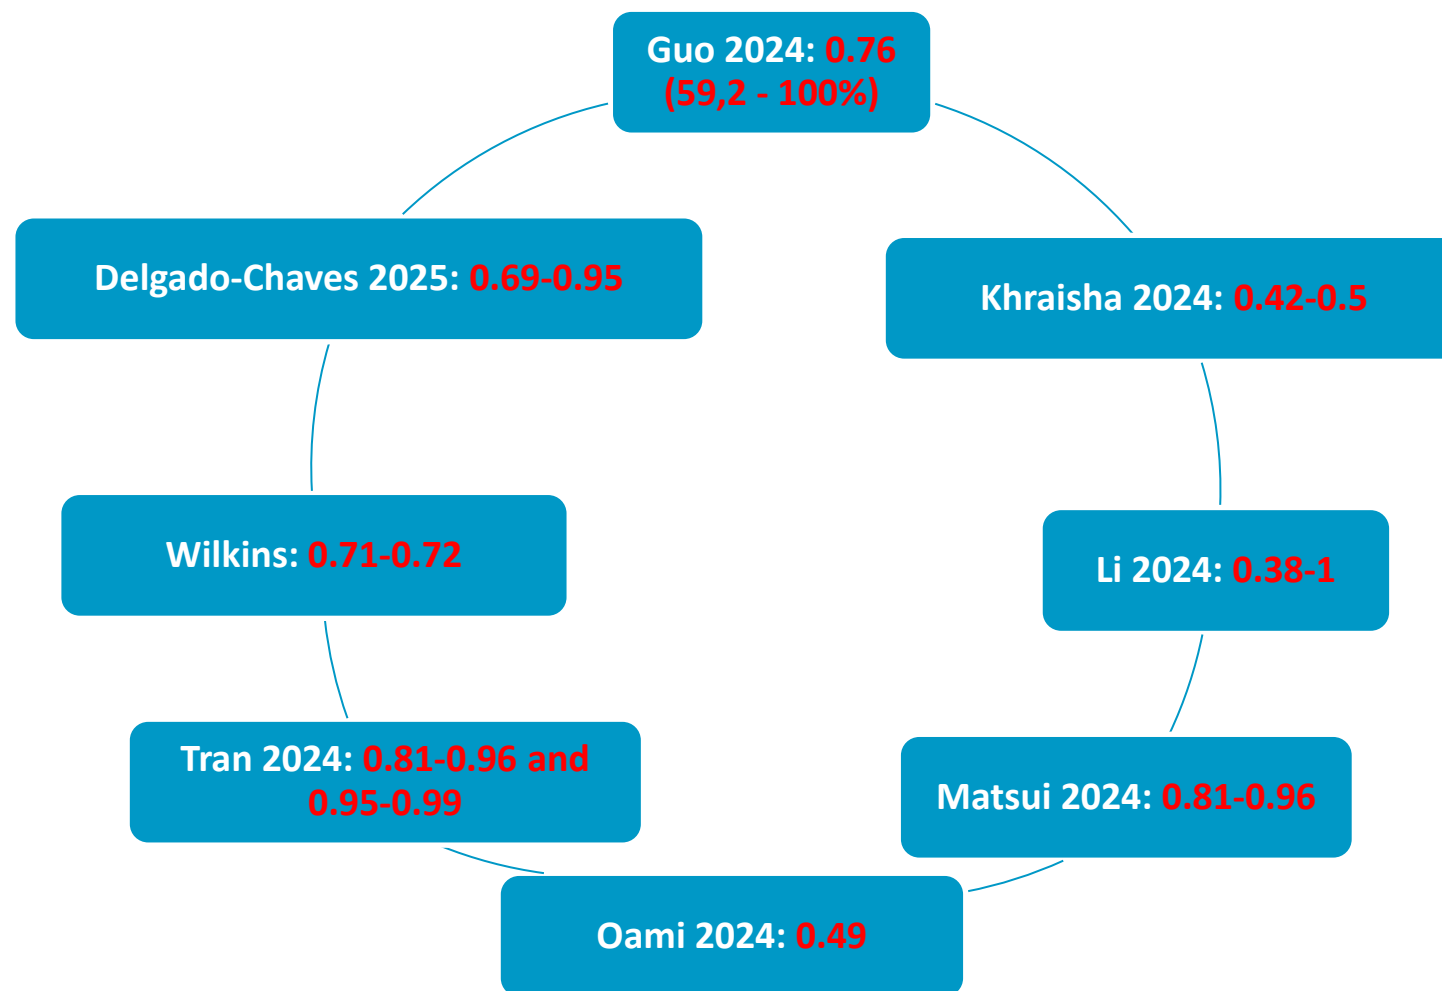 Guo 2024: 0.76
(59,2 - 100%)
Delgado-Chaves 2025: 0.69-0.95
Khraisha 2024: 0.42-0.5
Wilkins: 0.71-0.72
Li 2024: 0.38-1
Tran 2024: 0.81-0.96 and
0.95-0.99
Matsui 2024: 0.81-0.96
Oami 2024: 0.49